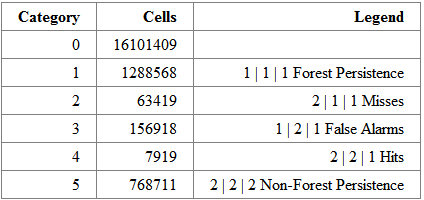 Category Cells Legend
0 16101409
1 1288568 1 | 1 | 1 Forest Persistence
2 63419 2 | 1 | 1 Misses
3 156918 1 | 2 | 1 False Alarms
4 7919 2 | 2 | 1 Hits
5 768711 2 | 2 | 2 Non-Forest Persistence